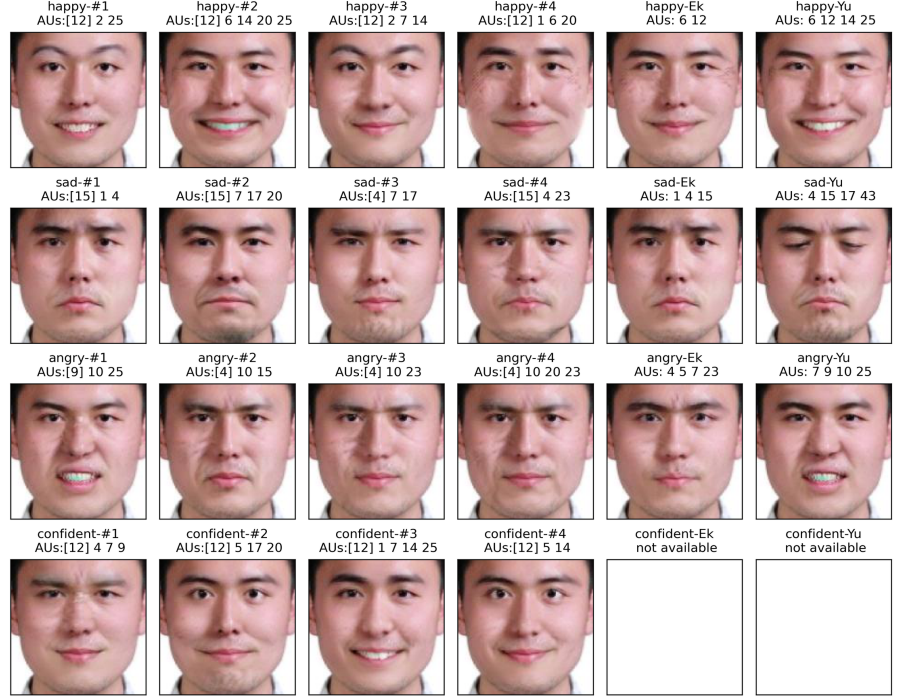 happy-#1
AUs:[12] 2 25
happy-#2
AUs:[12] 6 14 20 25
happy-#3
AUs:[12] 2 7 14
happy-#4
AUs:[12] 1 6 20
happy-Ek
AUs: 6 12
happy-Yu
AUs: 6 12 14 25
sad-#1
AUs:[15] 1 4
sad-#2
AUs:[15] 7 17 20
sad-#3
AUs:[4] 7 17
sad-#4
AUs:[15] 4 23
sad-Ek
AUs: 1 4 15
sad-Yu
AUs: 4 15 17 43
angry-#1
AUs:[9] 10 25
angry-#2
AUs:[4] 10 15
angry-#3
AUs:[4] 10 23
angry-#4
AUs:[4] 10 20 23
angry-Ek
AUs: 4 5 7 23
angry-Yu
AUs: 7 9 10 25
confident-#1
AUs:[12] 4 7 9
confident-#2
AUs:[12] 5 17 20
confident-#3
AUs:[12] 1 7 14 25
confident-#4
AUs:[12] 5 14
confident-Ek
not available
confident-Yu
not available